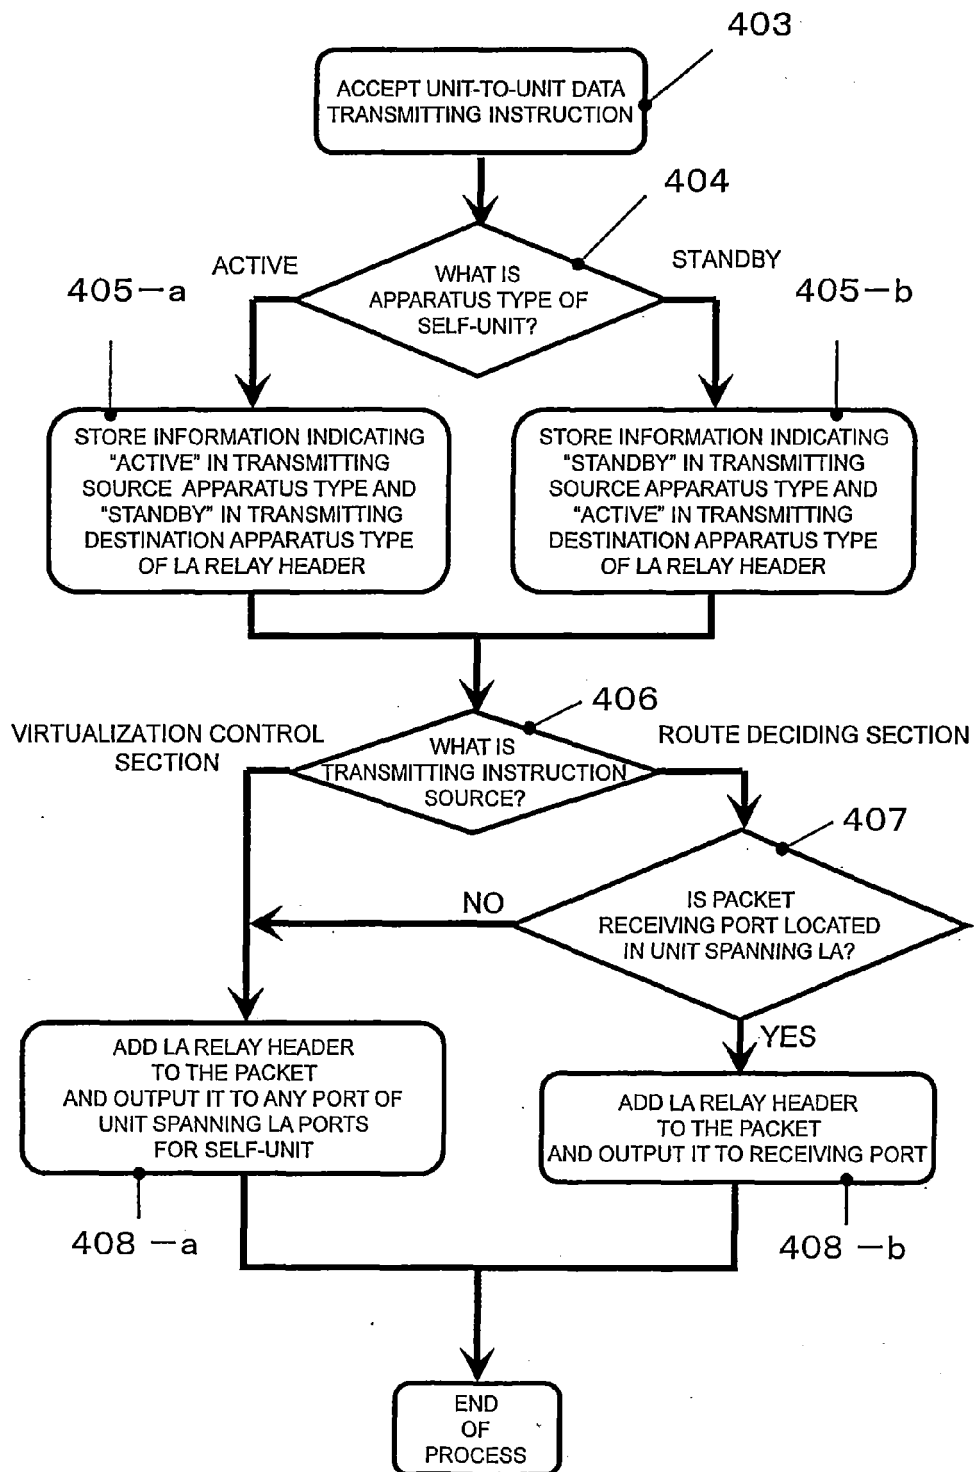 403
ACCEPT UNIT-TO-UNIT DATA
TRANSMITTING INSTRUCTION
404
ACTIVE
STANDBY
WHAT IS
APPARATUS TYPE OF
SELF-UNIT?
405-a
405-b
STORE INFORMATION INDICATING
"ACTIVE" IN TRANSMITTING
SOURCE APPARATUS TYPE AND
"STANDBY" IN TRANSMITTING
DESTINATION APPARATUS TYPE
OF LA RELAY HEADER
STORE INFORMATION INDICATING
"STANDBY" IN TRANSMITTING
SOURCE APPARATUS TYPE AND
"ACTIVE" IN TRANSMITTING
DESTINATION APPARATUS TYPE
OF LA RELAY HEADER
406
VIRTUALIZATION CONTROL
SECTION
WHAT IS
TRANSMITTING INSTRUCTION
SOURCE?
ROUTE DECIDING SECTION
407
NO
IS PACKET
RECEIVING PORT LOCATED
IN UNIT SPANNING LA?
YES
ADD LA RELAY HEADER
TO THE PACKET
AND OUTPUT IT TO ANY PORT OF
UNIT SPANNING LA PORTS
FOR SELF-UNIT
ADD LA RELAY HEADER
TO THE PACKET
AND OUTPUT IT TO RECEIVING PORT
408 -a
408 -b
END
OF
PROCESS